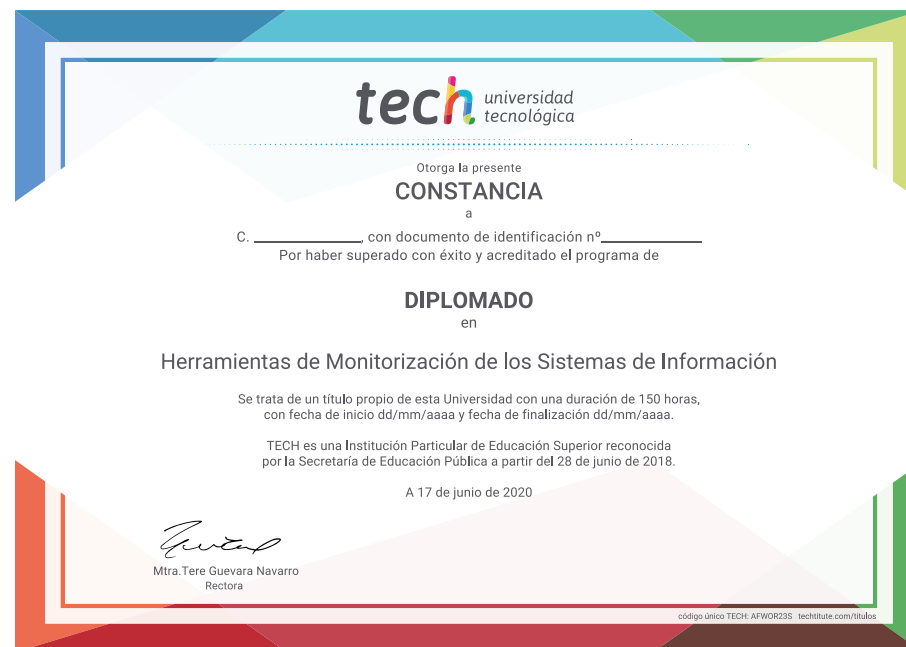 tech universidad
tecnológica
Otorga la presente
CONSTANCIA
a
C. ____________, con documento de identificación nº____________
Por haber superado con éxito y acreditado el programa de
DIPLOMADO
en
Herramientas de Monitorización de los Sistemas de Información
Se trata de un título propio de esta Universidad con una duración de 150 horas,
con fecha de inicio dd/mm/aaaa y fecha de finalización dd/mm/aaaa.
TECH es una Institución Particular de Educación Superior reconocida
por la Secretaría de Educación Pública a partir del 28 de junio de 2018.
A 17 de junio de 2020
Mtra.Tere Guevara Navarro
Rectora
código único TECH: AFWOR23S techtitute.com/titulos